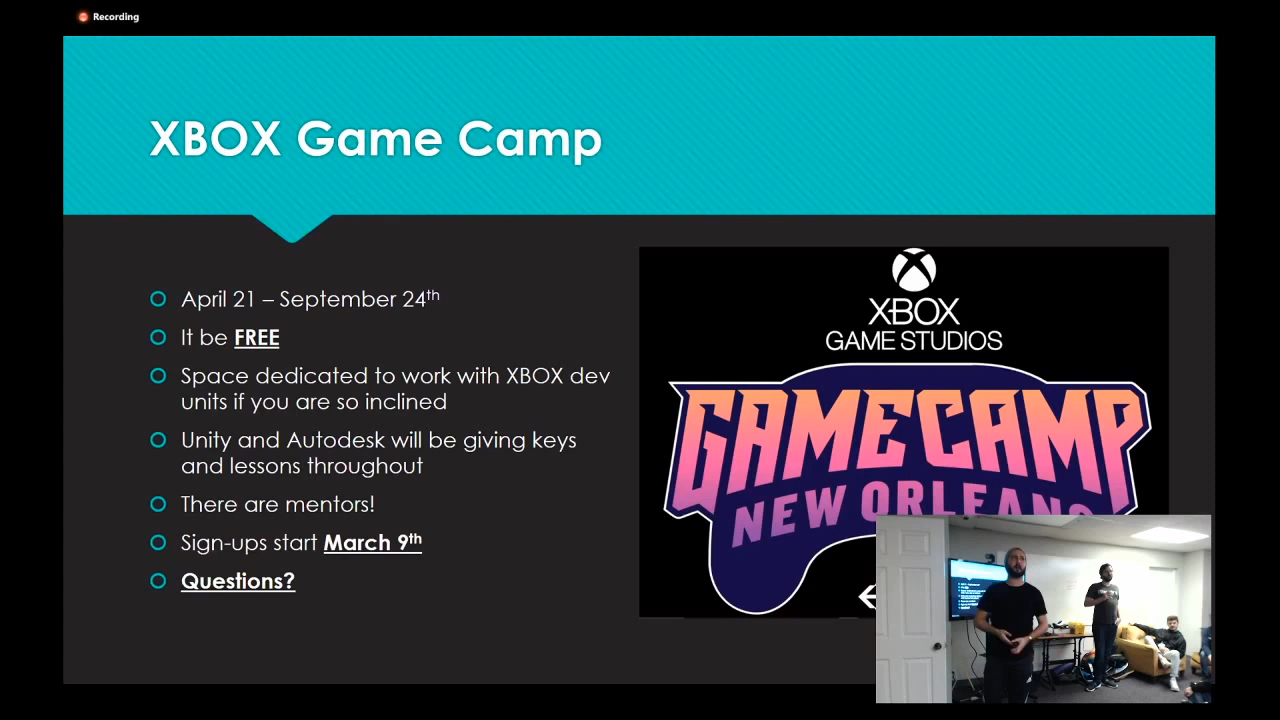 Recording
XBOX Game Camp
April 21 – September 24th
It be FREE
Space dedicated to work with XBOX dev
units if you are so inclined
Unity and Autodesk will be giving keys
and lessons throughout
There are mentors!
Sign-ups start March 9th
Questions?
XBOX
GAME STUDIOS
GAMECAMP
NEW ORLEANS